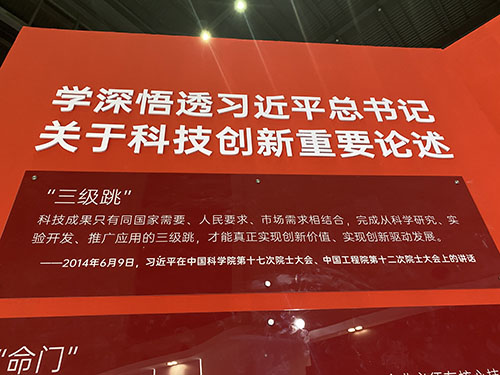 学深悟透习近平总书记
关于科技创新重要论述
“三级跳”
科技成果只有同国家需要、人民要求、市场需求相结合，完成从科学研究、实
验开发、推广应用的三级跳，才能真正实现创新价值、实现创新驱动发展。
——2014年6月9日，习近平在中国科学院第十七次院士大会、中国工程院第十二次院士大会上的讲话
“命门”